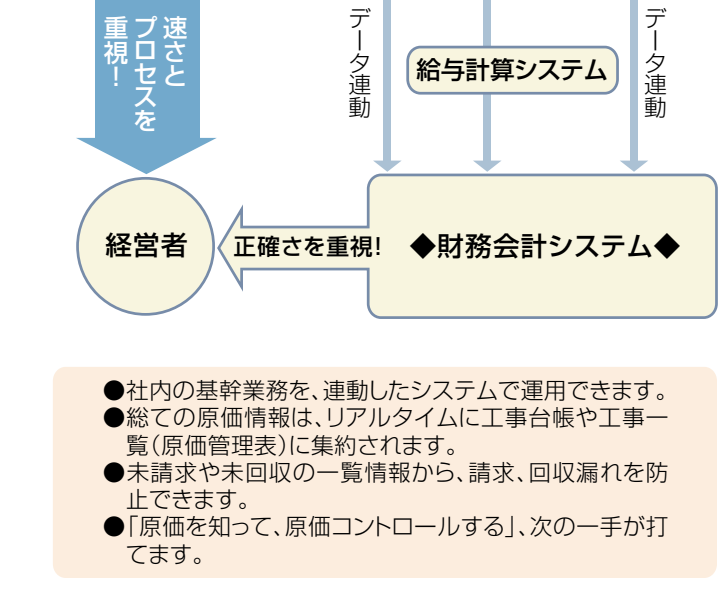 速さと
プロセスを
重視！
データ連動
給与計算システム
データ連動
経営者
正確さを重視!
◆財務会計システム◆
●社内の基幹業務を、連動したシステムで運用できます。
●総ての原価情報は、リアルタイムに工事台帳や工事一
覧（原価管理表）に集約されます。
●未請求や未回収の一覧情報から、請求、回収漏れを防
止できます。
●「原価を知って、原価コントロールする」、次の一手が打
てます。